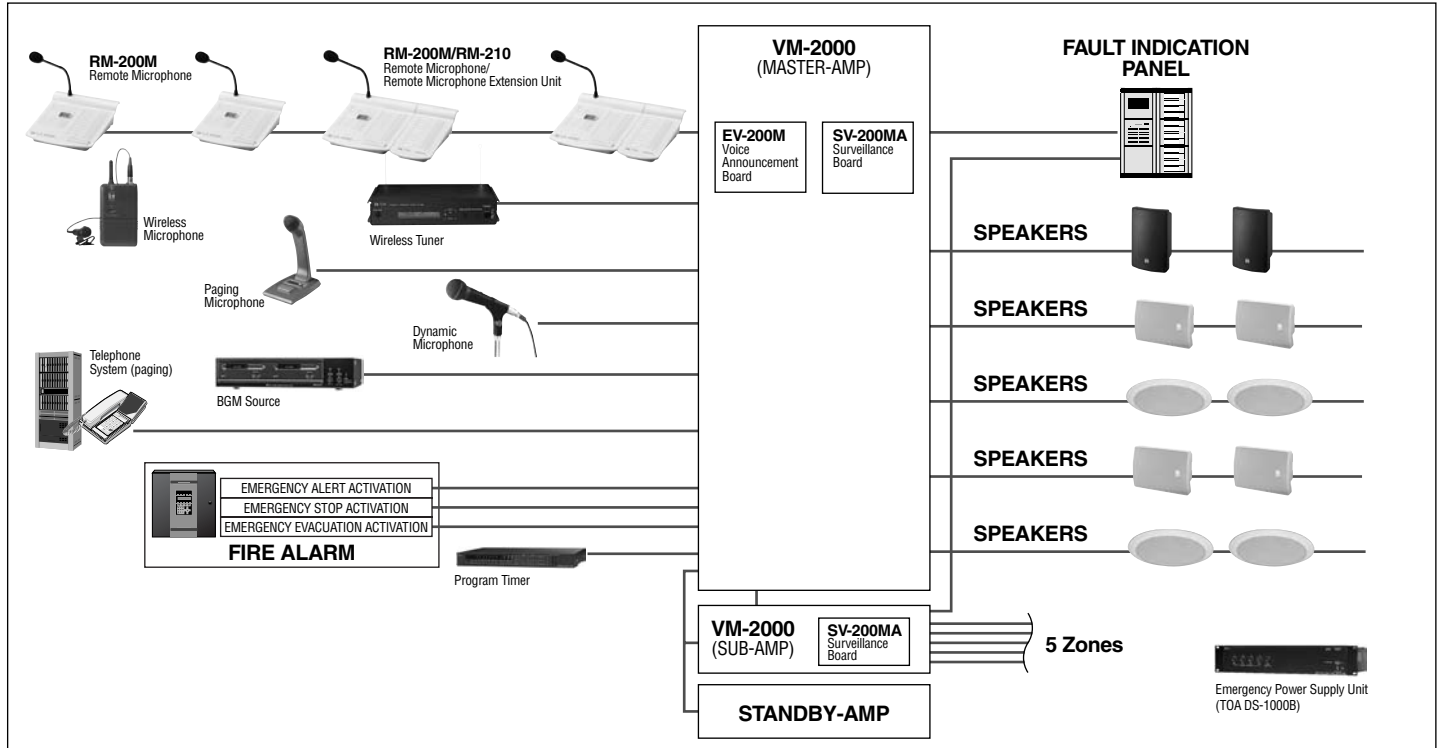 RM-200M
Remote Microphone
RM-200M/RM-210
Remote Microphone/
Remote Microphone Extension Unit
VM-2000
(MASTER-AMP)
FAULT INDICATION
PANEL
EV-200M
Voice
Announcement
Board
SV-200MA
Surveillance
Board
Wireless
Microphone
Wireless Tuner
Paging
Microphone
Dynamic
Microphone
Telephone
System (paging)
BGM Source
SPEAKERS
SPEAKERS
SPEAKERS
SPEAKERS
SPEAKERS
EMERGENCY ALERT ACTIVATION
EMERGENCY STOP ACTIVATION
EMERGENCY EVACUATION ACTIVATION
FIRE ALARM
Program Timer
VM-2000
(SUB-AMP)
SV-200MA
Surveillance
Board
5 Zones
STANDBY-AMP
Emergency Power Supply Unit
(TOA DS-1000B)